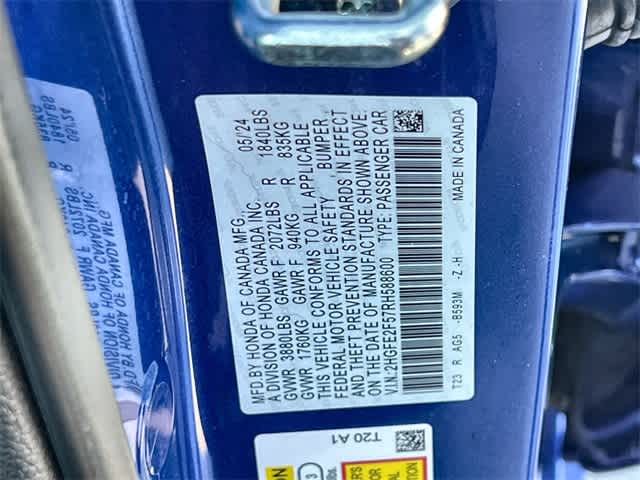 MFD.BY HONDA OF CANADA MFG. 05/24
A DIVISION OF HONDA CANADA INC.
GVWR 3880LBS GAWR F 2072LBS R 1840LBS
GVWR 1760KG GAWR F 940KG R 835KG
THIS VEHICLE CONFORMS TO ALL APPLICABLE
FEDERAL MOTOR VEHICLE SAFETY, BUMPER,
AND THEFT PREVENTION STANDARDS IN EFFECT
ON THE DATE OF MANUFACTURE SHOWN ABOVE.
V.I.N.:2HGFE2F57RH588600 TYPE: PASSENGER CAR
T23 R AG5 -B593M -Z -H MADE IN CANADA
T20 A1